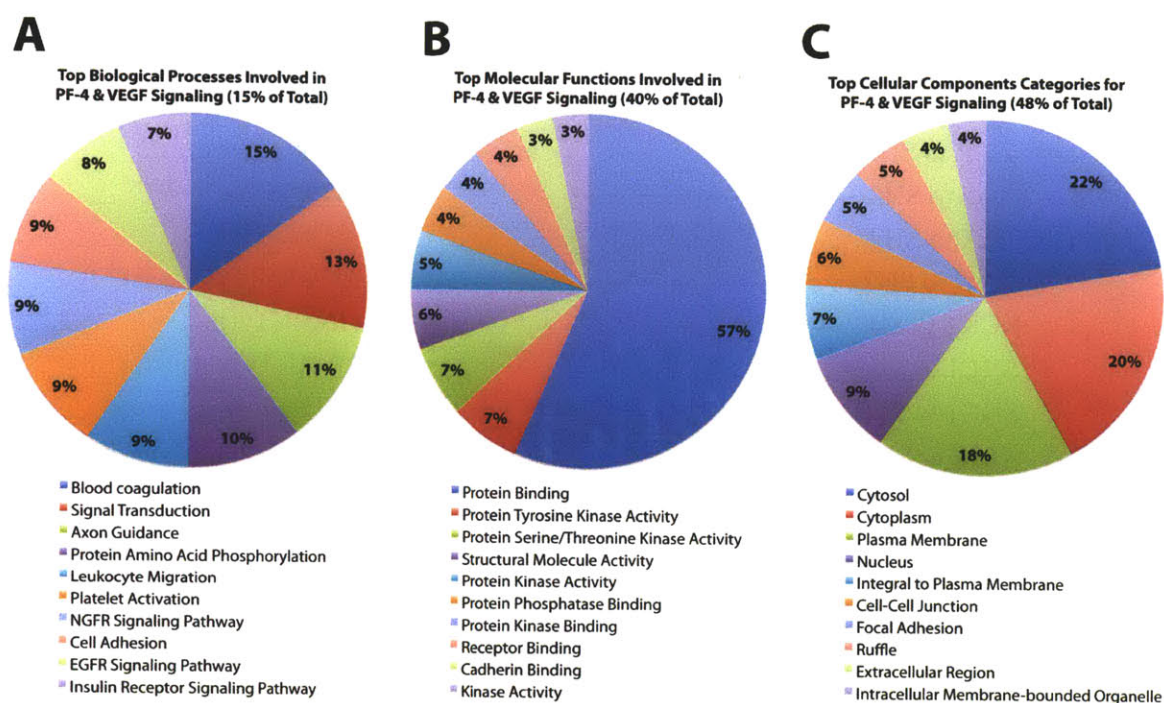 A
Top Biological Processes Involved in
PF-4 & VEGF Signaling (15% of Total)
7%
15%
8%
9%
13%
9%
11%
9%
9%
10%
Blood coagulation
Signal Transduction
Axon Guidance
Protein Amino Acid Phosphorylation
Leukocyte Migration
Platelet Activation
NGFR Signaling Pathway
Cell Adhesion
EGFR Signaling Pathway
Insulin Receptor Signaling Pathway
B
Top Molecular Functions Involved in
PF-4 & VEGF Signaling (40% of Total)
3%
3%
4%
4%
4%
5%
6%
57%
7%
7%
Protein Binding
Protein Tyrosine Kinase Activity
Protein Serine/Threonine Kinase Activity
Structural Molecule Activity
Protein Kinase Activity
Protein Phosphatase Binding
Protein Kinase Binding
Receptor Binding
Cadherin Binding
Kinase Activity
C
Top Cellular Components Categories for
PF-4 & VEGF Signaling (48% of Total)
4%
4%
5%
22%
5%
6%
7%
20%
9%
18%
Cytosol
Cytoplasm
Plasma Membrane
Nucleus
Integral to Plasma Membrane
Cell-Cell Junction
Focal Adhesion
Ruffle
Extracellular Region
Intracellular Membrane-bounded Organelle